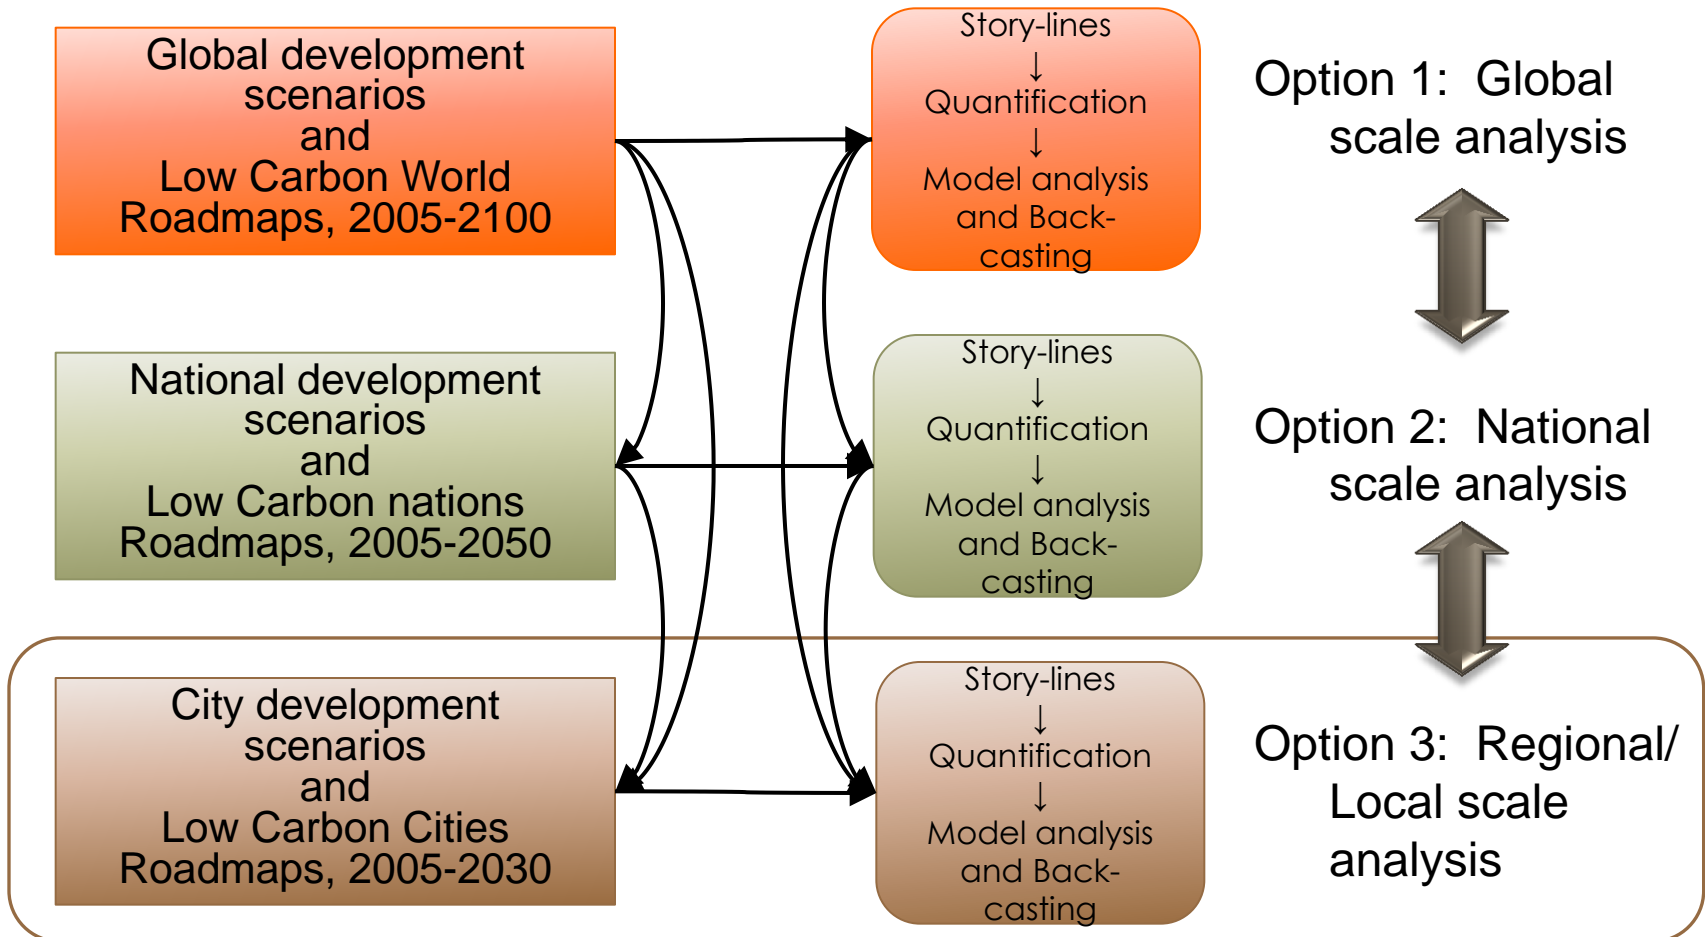 Global development
scenarios
and
Low Carbon World
Roadmaps, 2005-2100
Story-lines
↓
Quantification
↓
Model analysis
and Back-
casting
Option 1: Global
scale analysis
National development
scenarios
and
Low Carbon nations
Roadmaps, 2005-2050
Story-lines
↓
Quantification
↓
Model analysis
and Back-
casting
Option 2: National
scale analysis
City development
scenarios
and
Low Carbon Cities
Roadmaps, 2005-2030
Story-lines
↓
Quantification
↓
Model analysis
and Back-
casting
Option 3: Regional/
Local scale
analysis